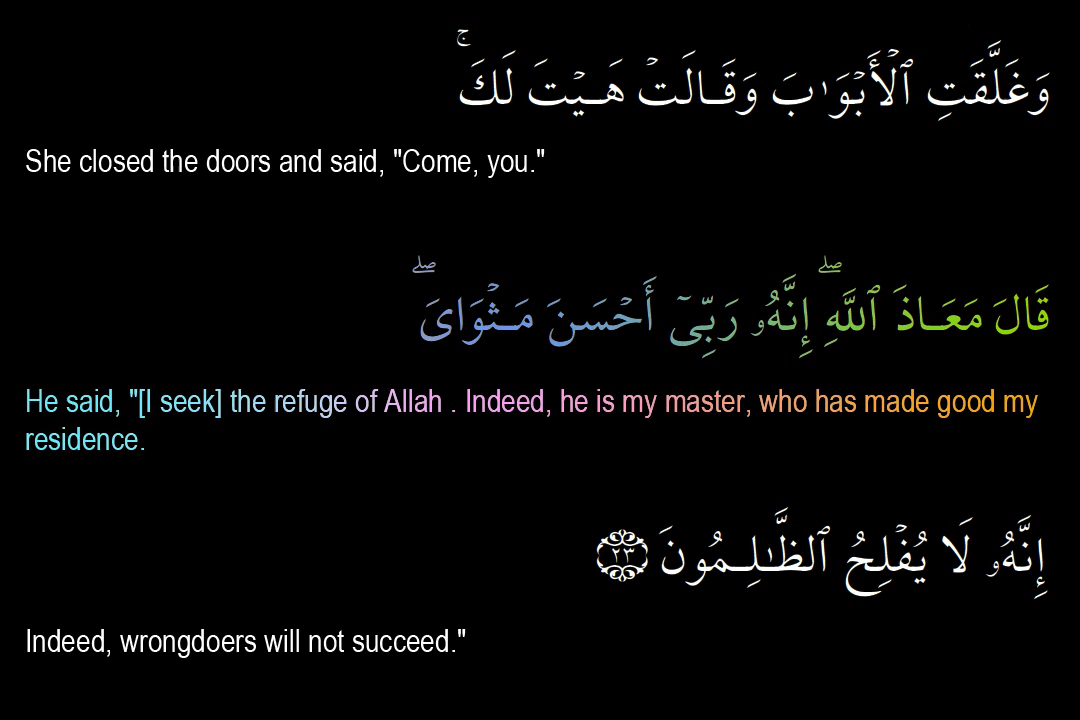 وَغَلَّقَتِ ٱلْأَبْوَٰبَ وَقَالَتْ هَيْتَ لَكَ ۚ
She closed the doors and said, "Come, you."
قَالَ مَعَاذَ ٱللَّهِ ۖ إِنَّهُۥ رَبِّىٓ أَحْسَنَ مَثْوَاىَ ۖ
He said, "[I seek] the refuge of Allah . Indeed, he is my master, who has made good my
residence.
إِنَّهُۥ لَا يُفْلِحُ ٱلظَّٰلِمُونَ ٢٣
Indeed, wrongdoers will not succeed."